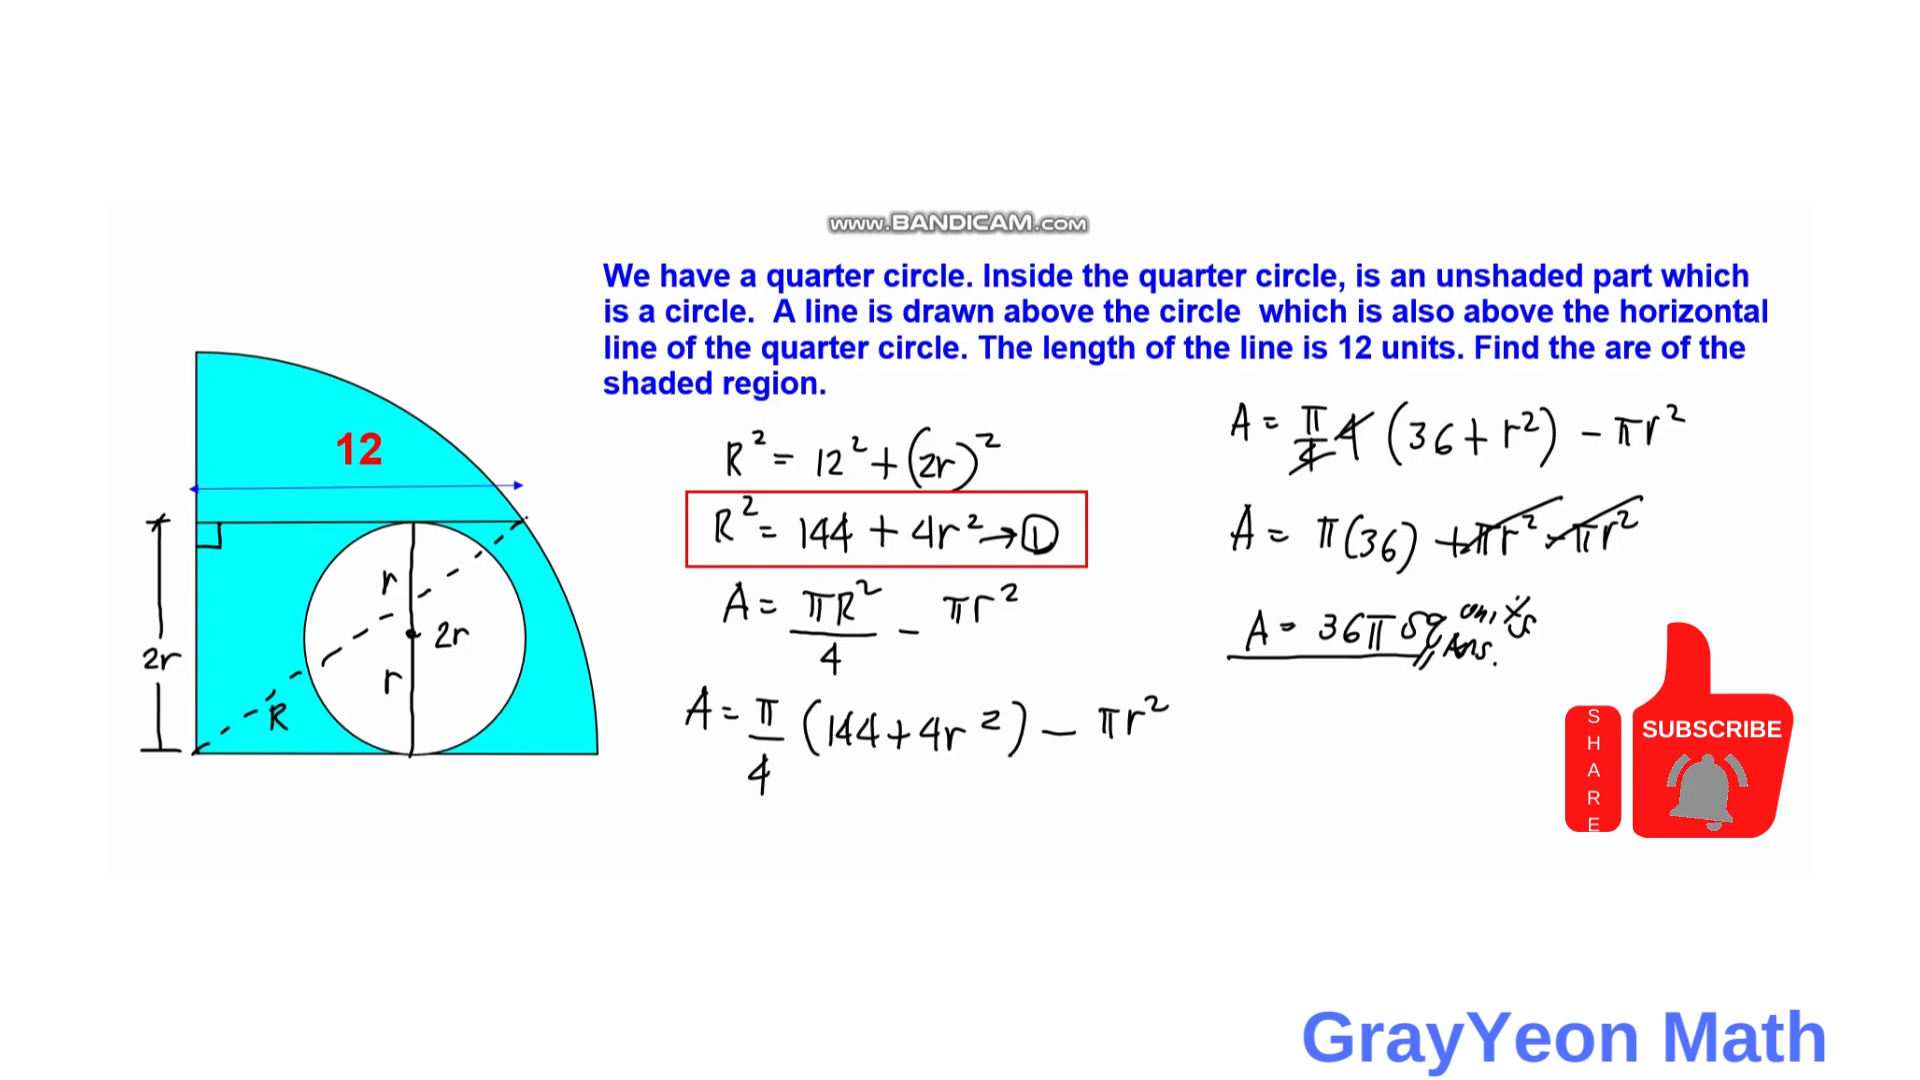 www.BANDICAM.com
We have a quarter circle. Inside the quarter circle, is an unshaded part which
is a circle. A line is drawn above the circle which is also above the horizontal
line of the quarter circle. The length of the line is 12 units. Find the are of the
shaded region.
12
r
2r
r
2r
R
R² = 12² + (2r)²
R² = 144 + 4r² → ①
A = πR²/4 − πr²
A = π/4 (144 + 4r²) − πr²
A = π/4 4 (36 + r²) − πr²
A = π(36) + πr² − πr²
A = 36π sq units
Ans.
SHARE
SUBSCRIBE
GrayYeon Math